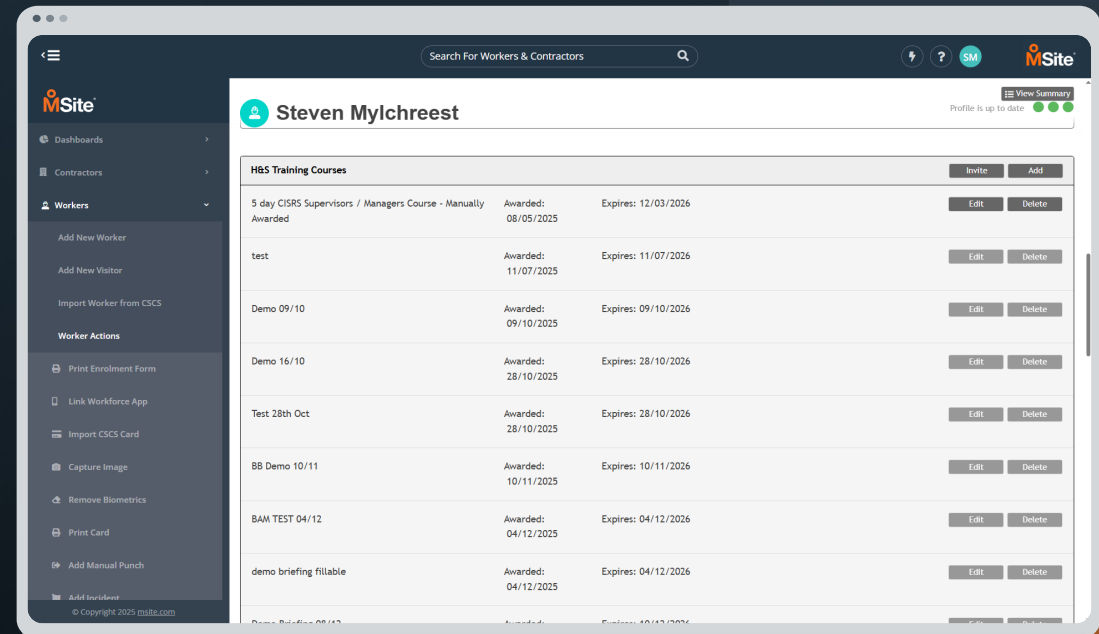 Search For Workers & Contractors
?
SM
MSite
MSite
Dashboards
Contractors
Workers
Add New Worker
Add New Visitor
Import Worker from CSCS
Worker Actions
Print Enrolment Form
Link Workforce App
Import CSCS Card
Capture Image
Remove Biometrics
Print Card
Add Manual Punch
Add Incident
© Copyright 2025 msite.com
View Summary
Steven Mylchreest
Profile is up to date
H&S Training Courses Invite Add
5 day CISRS Supervisors / Managers Course - Manually Awarded: Expires: 12/03/2026 Edit Delete
Awarded 08/05/2025
test Awarded: Expires: 11/07/2026 Edit Delete
11/07/2025
Demo 09/10 Awarded: Expires: 09/10/2026 Edit Delete
09/10/2025
Demo 16/10 Awarded: Expires: 28/10/2026 Edit Delete
28/10/2025
Test 28th Oct Awarded: Expires: 28/10/2026 Edit Delete
28/10/2025
BB Demo 10/11 Awarded: Expires: 10/11/2026 Edit Delete
10/11/2025
BAM TEST 04/12 Awarded: Expires: 04/12/2026 Edit Delete
04/12/2025
demo briefing fillable Awarded: Expires: 04/12/2026 Edit Delete
04/12/2025